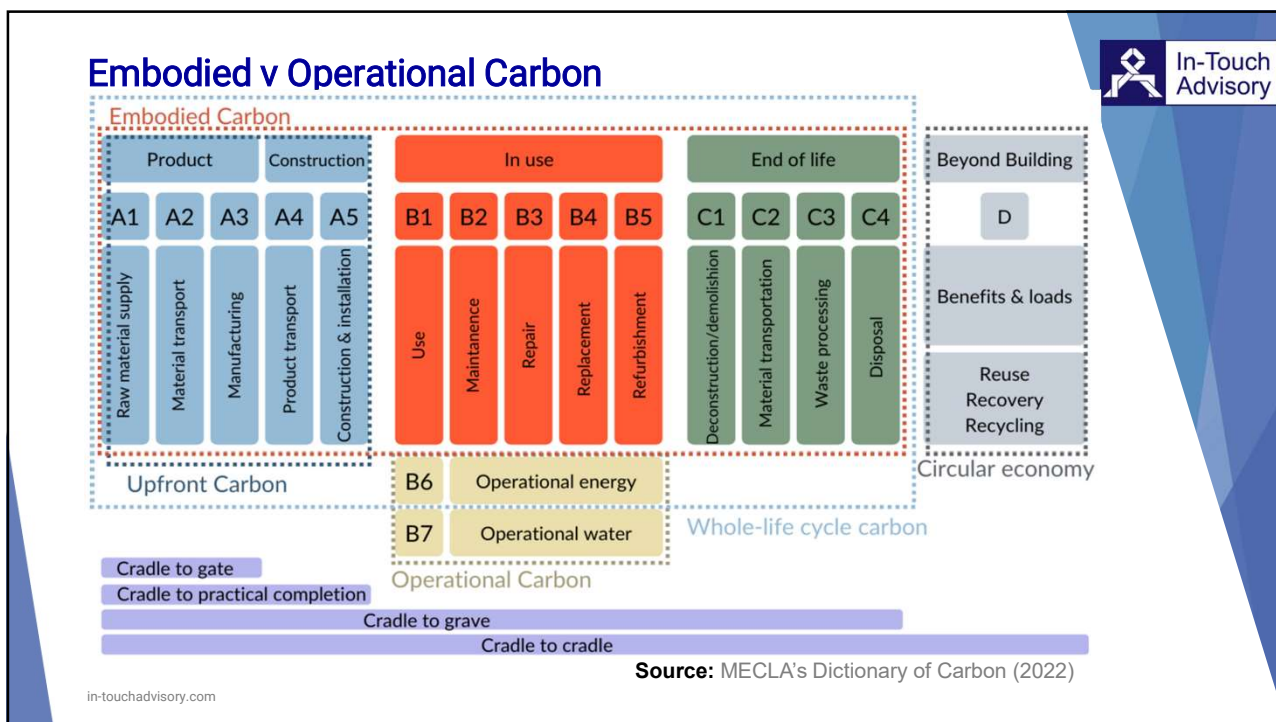 Embodied v Operational Carbon
In-Touch
Advisory
Embodied Carbon
Product
Construction
In use
End of life
Beyond Building
A1
A2
A3
A4
A5
B1
B2
B3
B4
B5
C1
C2
C3
C4
D
Raw material supply
Material transport
Manufacturing
Product transport
Construction & installation
Use
Maintanence
Repair
Replacement
Refurbishment
Deconstruction/demolishion
Material transportation
Waste processing
Disposal
Benefits & loads
Reuse
Recovery
Recycling
Circular economy
Upfront Carbon
B6
Operational energy
B7
Operational water
Whole-life cycle carbon
Operational Carbon
Cradle to gate
Cradle to practical completion
Cradle to grave
Cradle to cradle
Source: MECLA's Dictionary of Carbon (2022)
in-touchadvisory.com